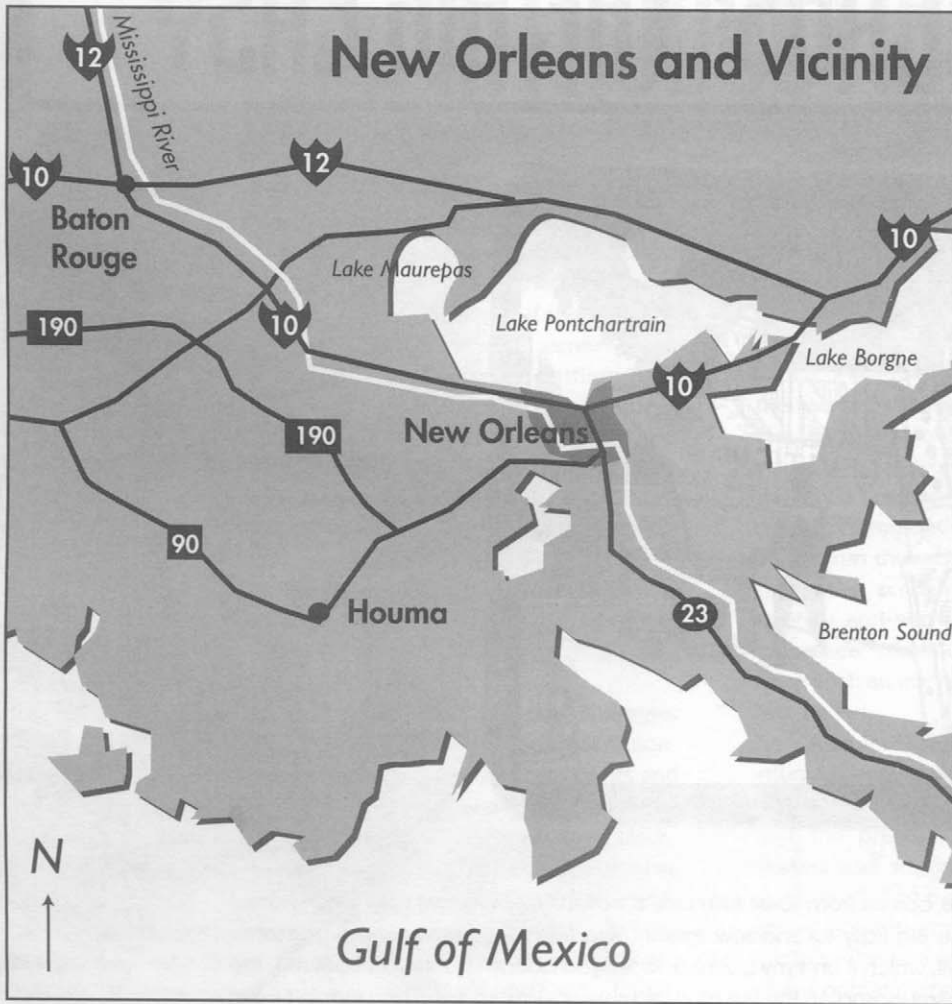 New Orleans and Vicinity
12
Mississippi River
10
12
Baton
Rouge
10
Lake Maurepas
190
10
Lake Pontchartrain
Lake Borgne
10
New Orleans
190
90
Houma
23
Brenton Sound
N
Gulf of Mexico